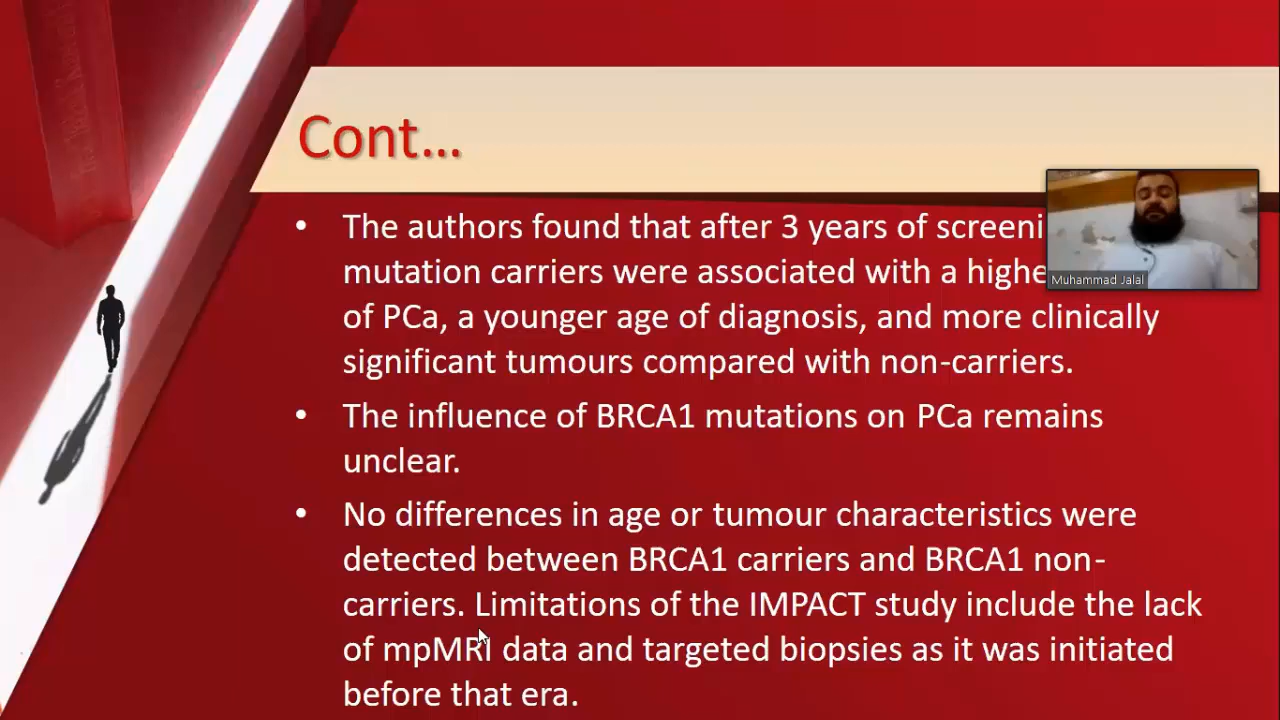 Cont...
• The authors found that after 3 years of
mutation carriers were associated with a
of PCa, a younger age of diagnosis, and more clinically
significant tumours compared with non-carriers.
• The influence of BRCA1 mutations on PCa remains
unclear.
• No differences in age or tumour characteristics were
detected between BRCA1 carriers and BRCA1 non-
carriers. Limitations of the IMPACT study include the lack
of mpMRI data and targeted biopsies as it was initiated
before that era.
Muhammad Jalal